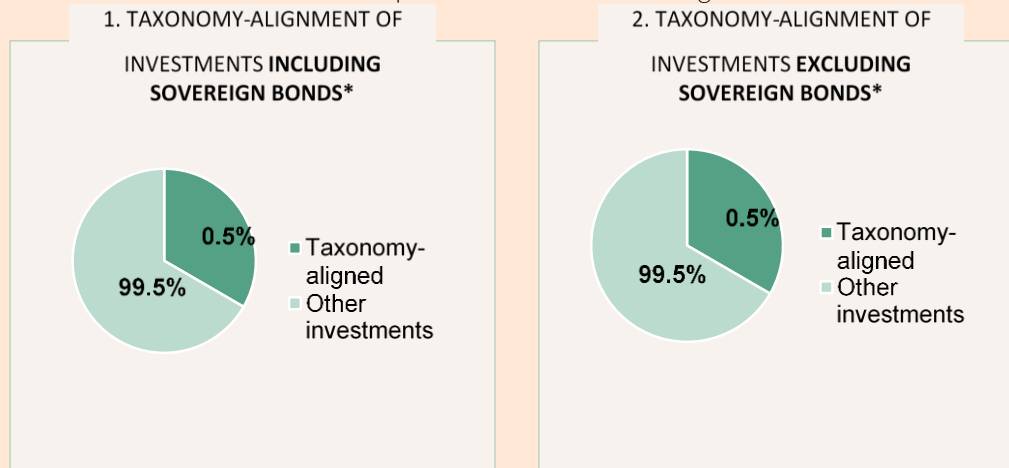 1. TAXONOMY-ALIGNMENT OF
INVESTMENTS INCLUDING
SOVEREIGN BONDS*
0.5%
99.5%
Taxonomy-
aligned
Other
investments
2. TAXONOMY-ALIGNMENT OF
INVESTMENTS EXCLUDING
SOVEREIGN BONDS*
0.5%
99.5%
Taxonomy-
aligned
Other
investments